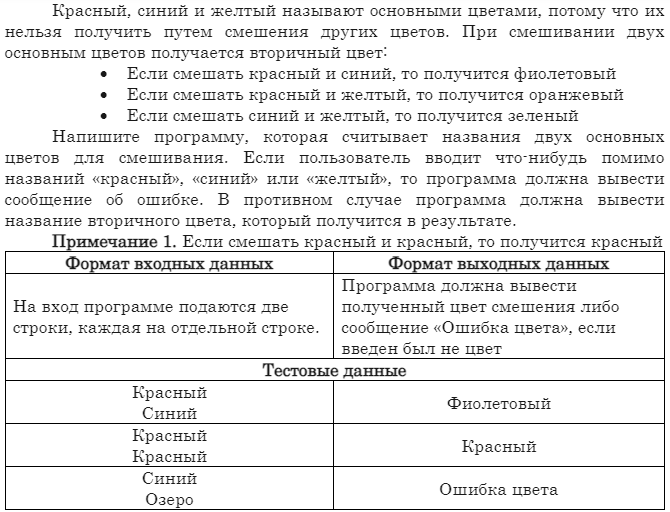 Красный, синий и желтый называют основными цветами, потому что их
нельзя получить путем смешения других цветов. При смешивании двух
основным цветов получается вторичный цвет:
• Если смешать красный и синий, то получится фиолетовый
• Если смешать красный и желтый, то получится оранжевый
• Если смешать синий и желтый, то получится зеленый
Напишите программу, которая считывает названия двух основных
цветов для смешивания. Если пользователь вводит что-нибудь помимо
названий «красный», «синий» или «желтый», то программа должна вывести
сообщение об ошибке. В противном случае программа должна вывести
название вторичного цвета, который получится в результате.
Примечание 1. Если смешать красный и красный, то получится красный
Формат входных данных
Формат выходных данных
На вход программе подаются две
строки, каждая на отдельной строке.
Программа должна вывести
полученный цвет смешения либо
сообщение «Ошибка цвета», если
введен был не цвет
Тестовые данные
Красный
Синий
Фиолетовый
Красный
Красный
Красный
Синий
Озеро
Ошибка цвета